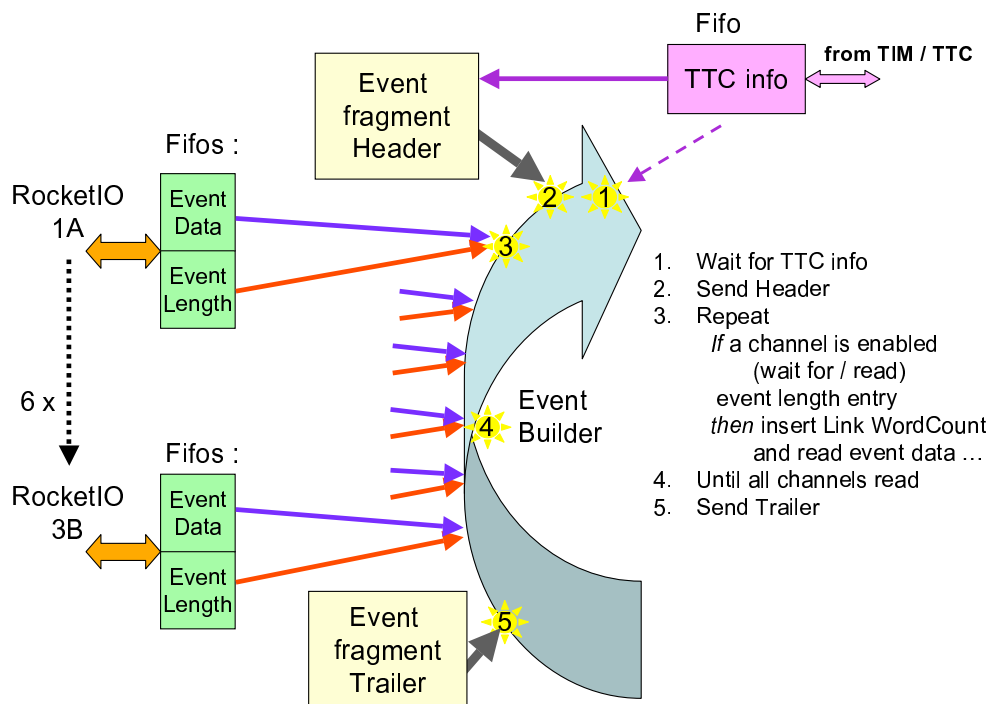 Fifo
TTC info
from TIM / TTC
Event
fragment
Header
Fifos :
RocketIO
1A
Event
Data
Event
Length
2
1
3
1. Wait for TTC info
2. Send Header
3. Repeat
If a channel is enabled
(wait for / read)
event length entry
then insert Link WordCount
and read event data ...
4. Until all channels read
5. Send Trailer
6 x
Event
Builder
4
Fifos :
RocketIO
3B
Event
Data
Event
Length
Event
fragment
Trailer
5